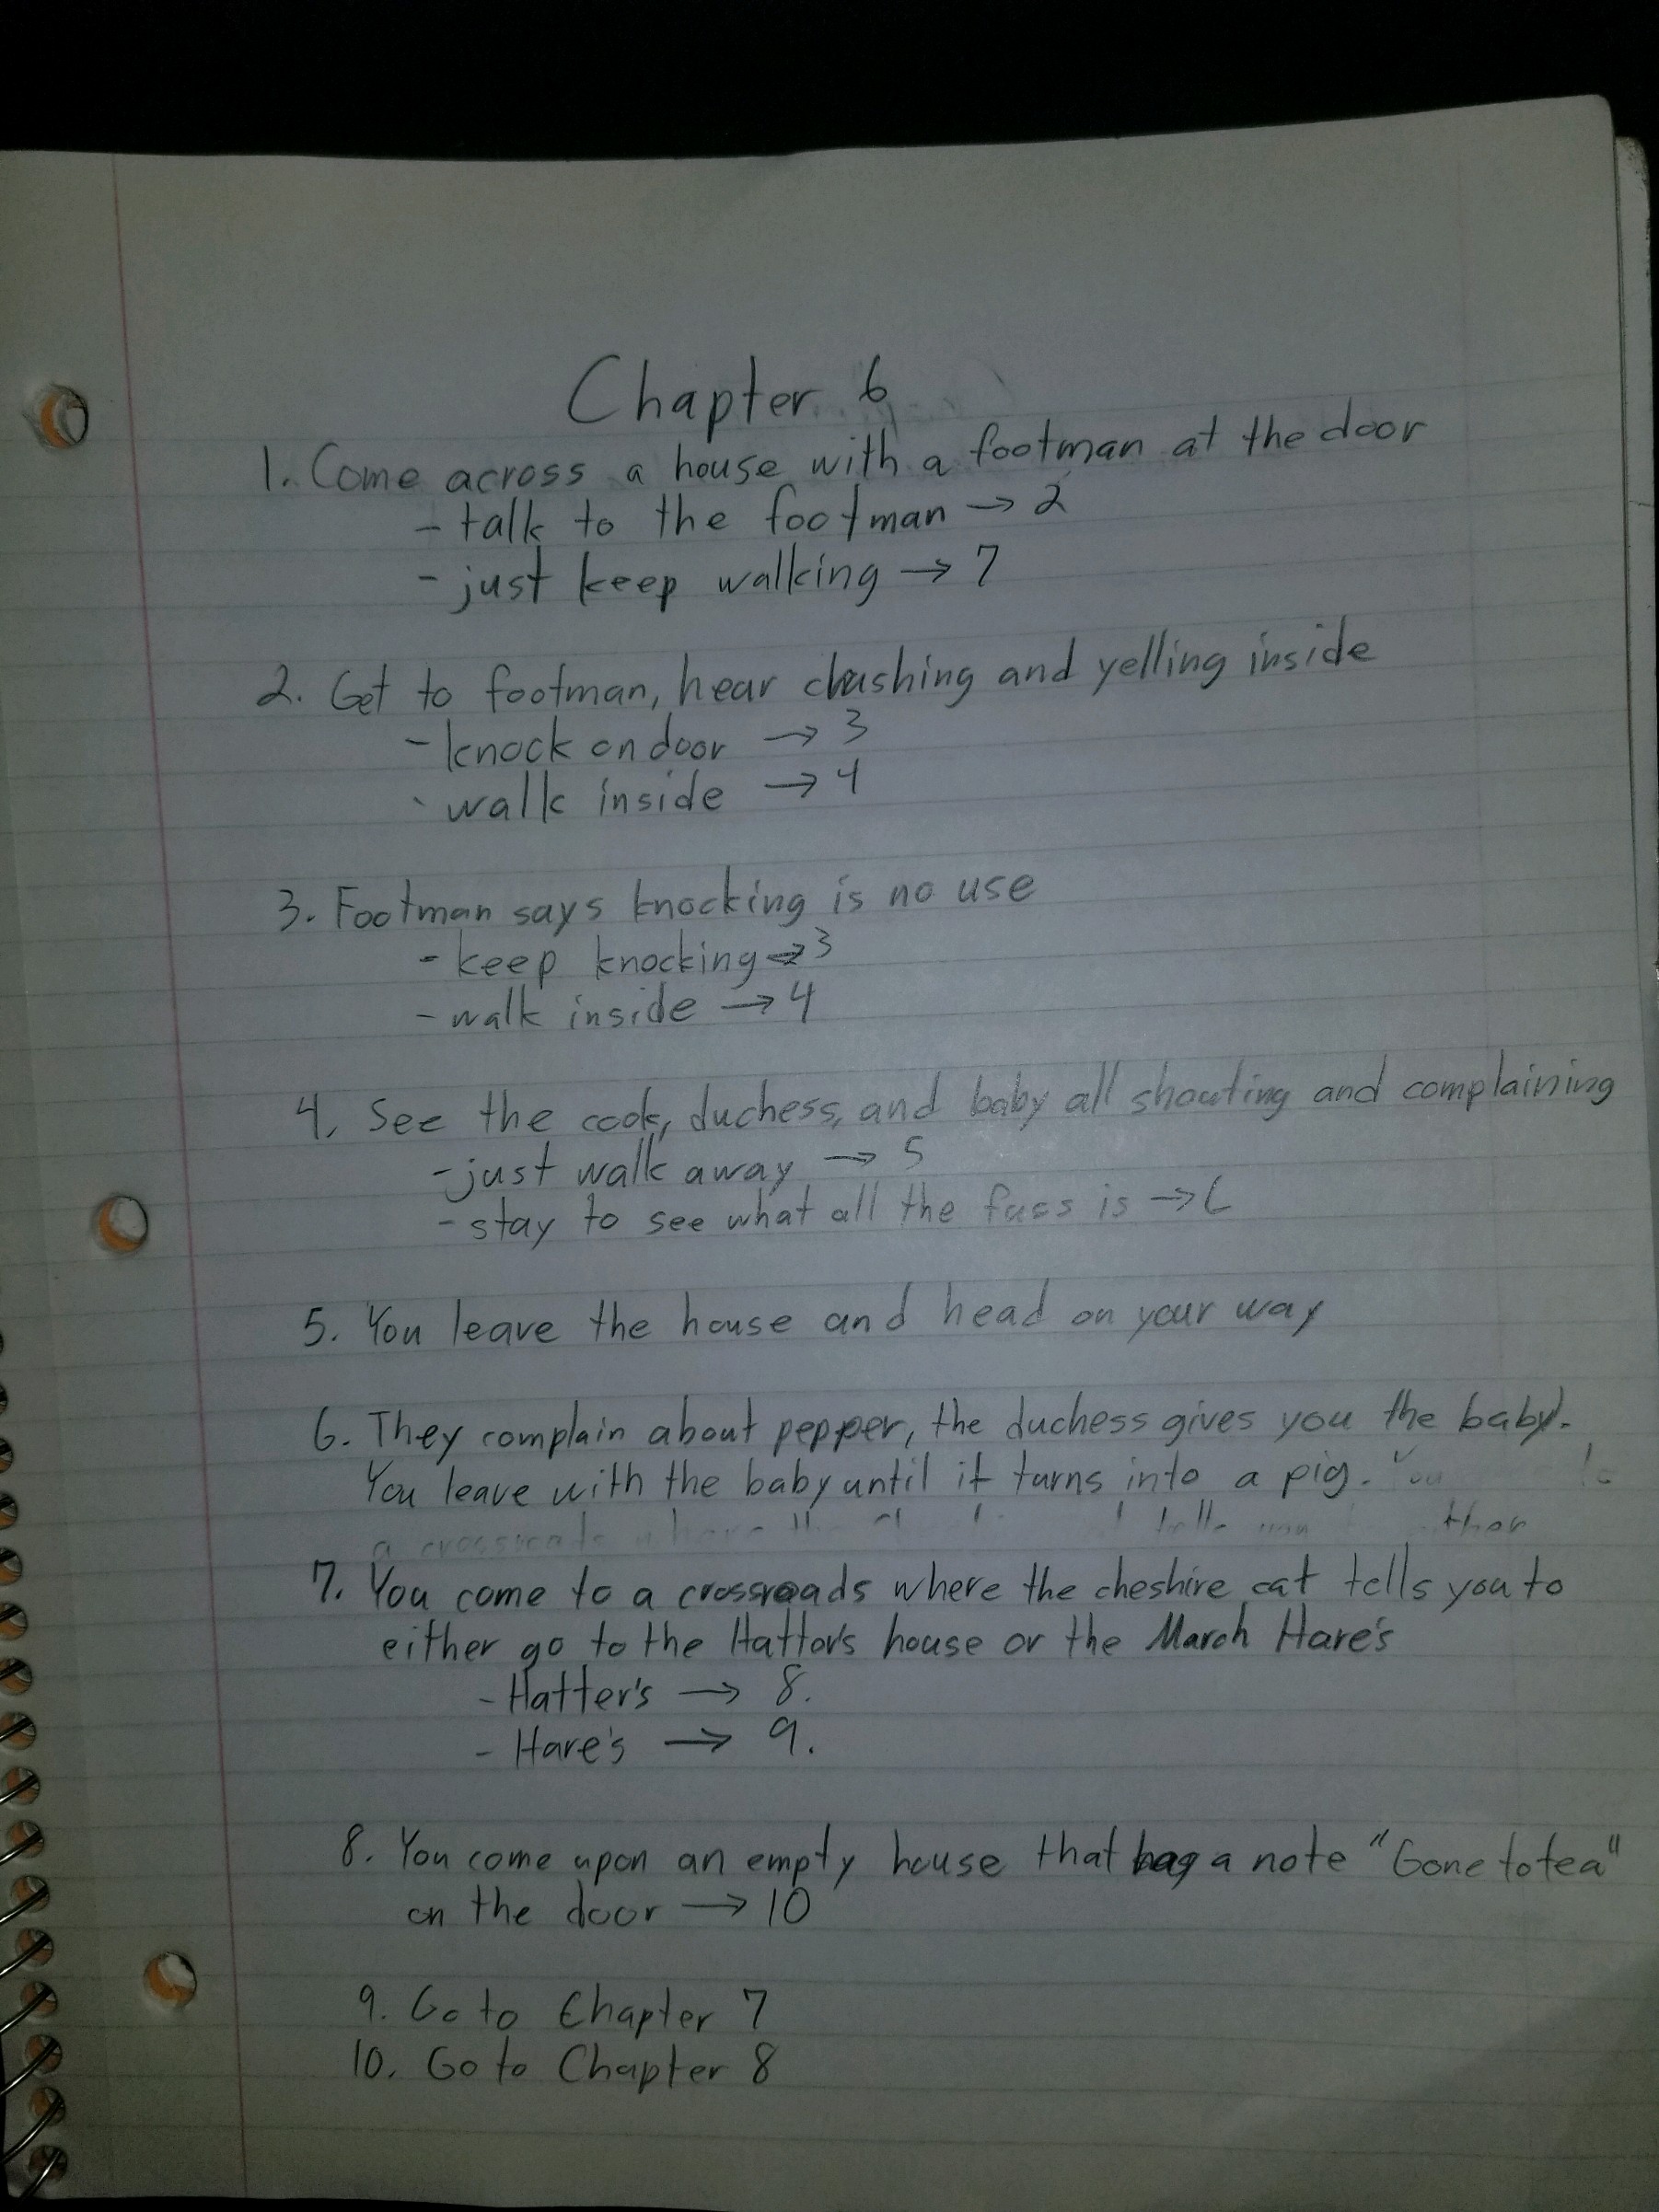 Chapter 6
1. Come across a house with a footman at the door
- talk to the footman → 2
- just keep walking → 7
2. Get to footman, hear crashing and yelling inside
- knock on door → 3
- walk inside → 4
3. Footman says knocking is no use
- keep knocking → 3
- walk inside → 4
4. See the cook, duchess, and baby all shouting and complaining
- just walk away → 5
- stay to see what all the fuss is → 6
5. You leave the house and head on your way
6. They complain about pepper, the duchess gives you the baby.
You leave with the baby until it turns into a pig. You
a crossroads where the
7. You come to a crossroads where the cheshire cat tells you to
either go to the Hatter's house or the March Hare's
- Hatter's → 8.
- Hare's → 9.
8. You come upon an empty house that has a note "Gone to tea"
on the door → 10
9. Go to Chapter 7
10. Go to Chapter 8